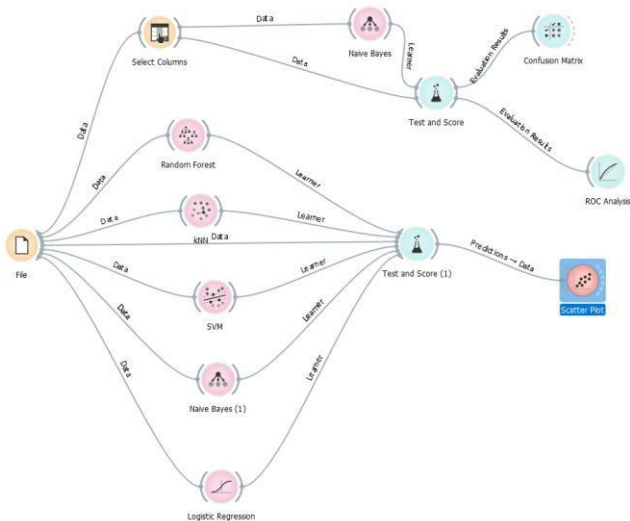 Data
Naive Bayes
Learner
Select Columns
Data
Evaluation Results
Confusion Matrix
Test and Score
Evaluation Results
ROC Analysis
Data
Random Forest
Data
Learner
Data
kNN
Data
Learner
File
Test and Score (1)
Predictions → Data
Scatter Plot
Data
SVM
Learner
Data
Naive Bayes (1)
Learner
Data
Logistic Regression
Learner